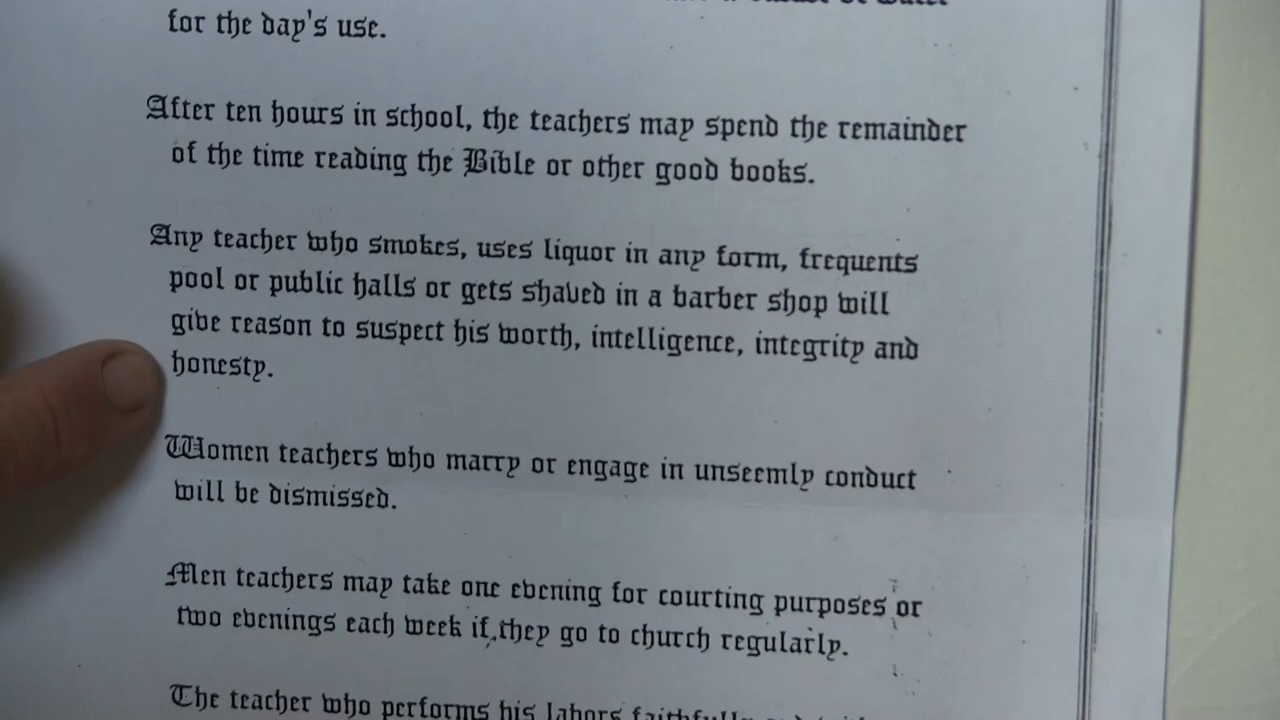 for the day's use.
After ten hours in school, the teachers may spend the remainder
of the time reading the Bible or other good books.
Any teacher who smokes, uses liquor in any form, frequents
pool or public halls or gets shaved in a barber shop will
give reason to suspect his worth, intelligence, integrity and
honesty.
Women teachers who marry or engage in unseemly conduct
will be dismissed.
Men teachers may take one evening for courting purposes or
two evenings each week if they go to church regularly.
The teacher who performs his labors faithfully